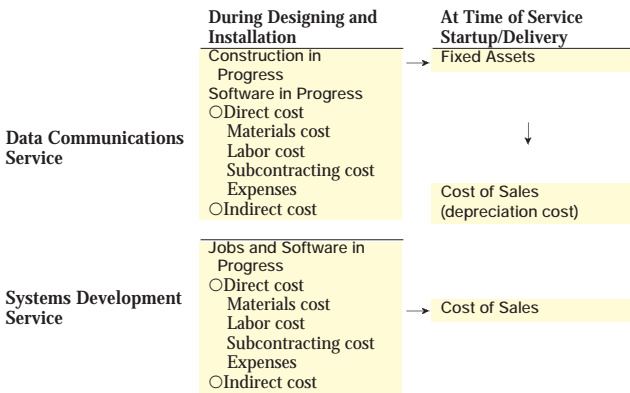 During Designing and
Installation
At Time of Service
Startup/Delivery
Data Communications
Service
Construction in
Progress
Software in Progress
○Direct cost
Materials cost
Labor cost
Subcontracting cost
Expenses
○Indirect cost
→
Fixed Assets
↓
Cost of Sales
(depreciation cost)
Systems Development
Service
Jobs and Software in
Progress
○Direct cost
Materials cost
Labor cost
Subcontracting cost
Expenses
○Indirect cost
→
Cost of Sales